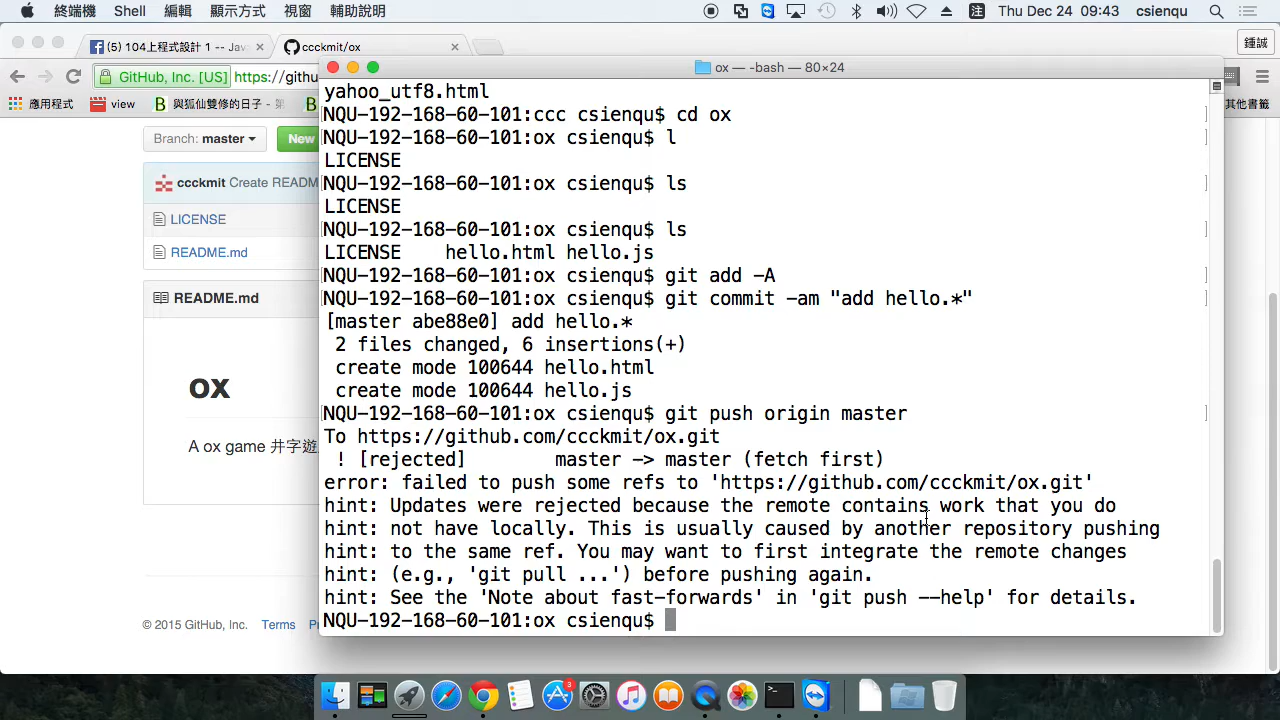 終端機 Shell 編輯 顯示方式 視窗 輔助說明 注 Thu Dec 24 09:43 csienqu
(5) 104上程式設計 1 -- Jav
ccckmit/ox
鍾誠
GitHub, Inc. [US] https://githu
應用程式 view 與狐仙雙修的日子 - 第 其他書籤
Branch: master New
ccckmit Create READM
LICENSE
README.md
README.md
ox
A ox game 井字遊
© 2015 GitHub, Inc. Terms Pr
ox — -bash — 80×24
yahoo_utf8.html
NQU-192-168-60-101:ccc csienqu$ cd ox
NQU-192-168-60-101:ox csienqu$ l
LICENSE
NQU-192-168-60-101:ox csienqu$ ls
LICENSE
NQU-192-168-60-101:ox csienqu$ ls
LICENSE hello.html hello.js
NQU-192-168-60-101:ox csienqu$ git add -A
NQU-192-168-60-101:ox csienqu$ git commit -am "add hello.*"
[master abe88e0] add hello.*
2 files changed, 6 insertions(+)
create mode 100644 hello.html
create mode 100644 hello.js
NQU-192-168-60-101:ox csienqu$ git push origin master
To https://github.com/ccckmit/ox.git
! [rejected] master -> master (fetch first)
error: failed to push some refs to 'https://github.com/ccckmit/ox.git'
hint: Updates were rejected because the remote contains work that you do
hint: not have locally. This is usually caused by another repository pushing
hint: to the same ref. You may want to first integrate the remote changes
hint: (e.g., 'git pull ...') before pushing again.
hint: See the 'Note about fast-forwards' in 'git push --help' for details.
NQU-192-168-60-101:ox csienqu$
3